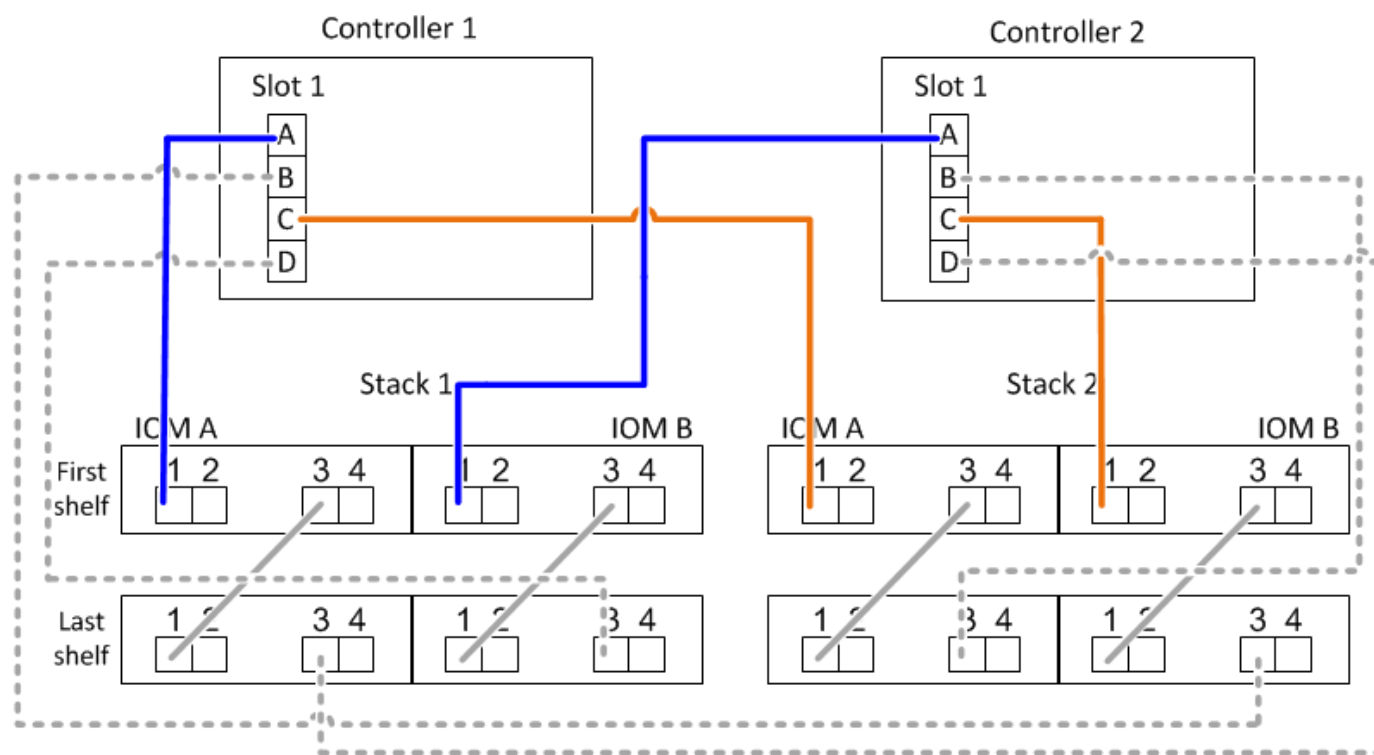 Controller 1 Controller 2
Slot 1 Slot 1
A A
B B
C C
D D
Stack 1 Stack 2
IOM A IOM B IOM A IOM B
First shelf
1 2 3 4 1 2 3 4 1 2 3 4 1 2 3 4
Last shelf
1 2 3 4 1 2 3 4 1 2 3 4 1 2 3 4